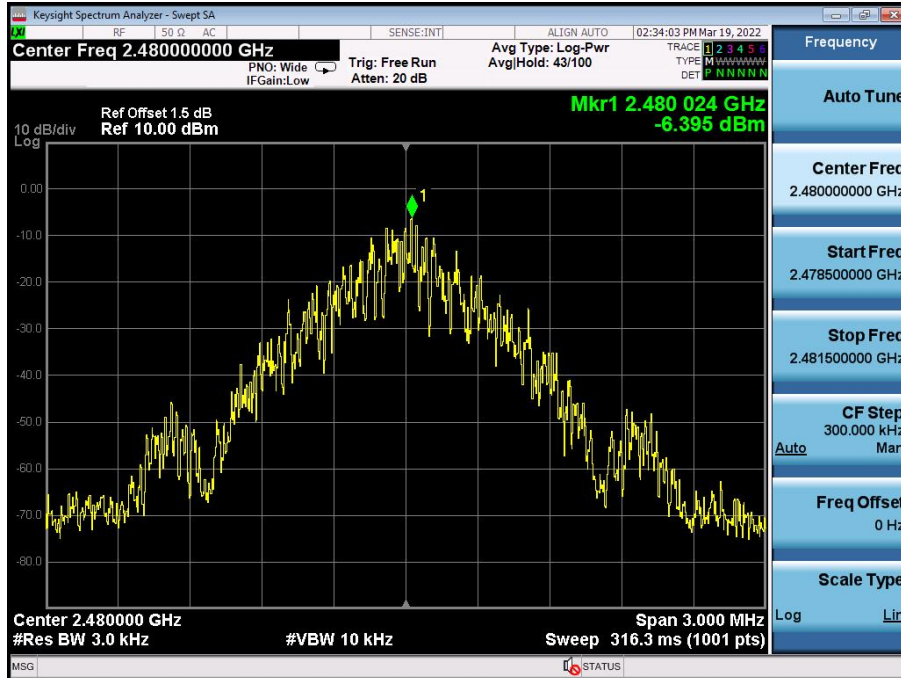 Keysight Spectrum Analyzer - Swept SA
LXI RF 50 Ω AC SENSE:INT ALIGN AUTO 02:34:03 PM Mar 19, 2022
Center Freq 2.480000000 GHz
PNO: Wide
IFGain:Low
Trig: Free Run
Atten: 20 dB
Avg Type: Log-Pwr
Avg|Hold: 43/100
TRACE 1 2 3 4 5 6
TYPE M WWWWW
DET P N N N N N
Mkr1 2.480 024 GHz
-6.395 dBm
Ref Offset 1.5 dB
10 dB/div Ref 10.00 dBm
Log
0.00
1
-10.0
-20.0
-30.0
-40.0
-50.0
-60.0
-70.0
-80.0
Center 2.480000 GHz Span 3.000 MHz
#Res BW 3.0 kHz #VBW 10 kHz Sweep 316.3 ms (1001 pts)
MSG STATUS
Frequency
Auto Tune
Center Freq
2.480000000 GHz
Start Freq
2.478500000 GHz
Stop Freq
2.481500000 GHz
CF Step
300.000 kHz
Auto Man
Freq Offset
0 Hz
Scale Type
Log Lin